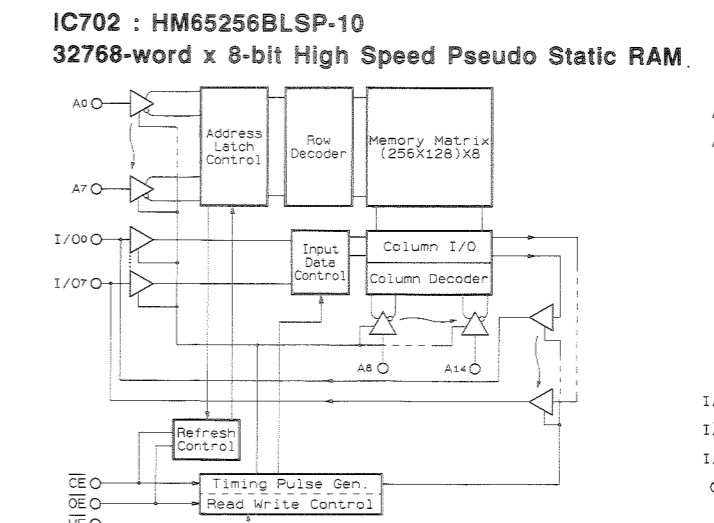 IC702 : HM65256BLSP-10
32768-word x 8-bit High Speed Pseudo Static RAM
A0
Address
Latch
Control
Row
Decoder
Memory Matrix
(256X128)X8
A7
I/O0
Input
Data
Control
Column I/O
I/O7
Column Decoder
A8
A14
Refresh
Control
CE
Timing Pulse Gen.
OE
Read Write Control